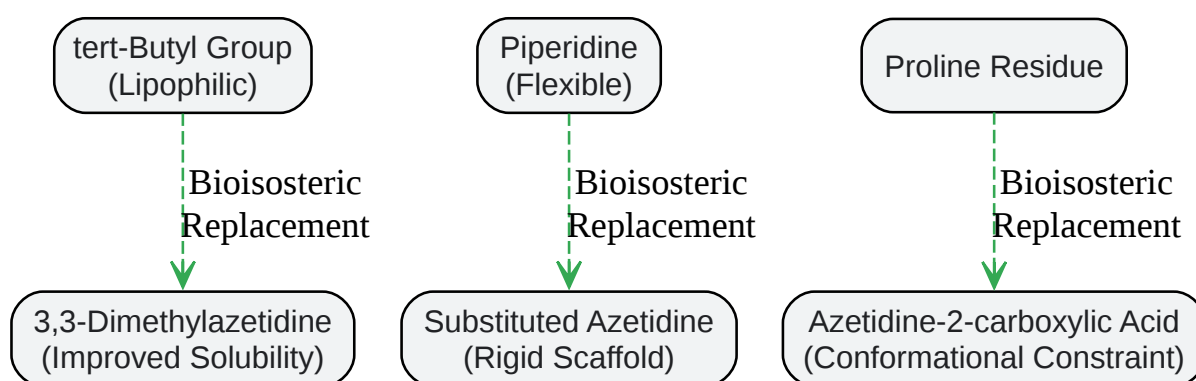 tert-Butyl Group
(Lipophilic)
Piperidine
(Flexible)
Proline Residue
Bioisosteric
Replacement
Bioisosteric
Replacement
Bioisosteric
Replacement
3,3-Dimethylazetidine
(Improved Solubility)
Substituted Azetidine
(Rigid Scaffold)
Azetidine-2-carboxylic Acid
(Conformational Constraint)